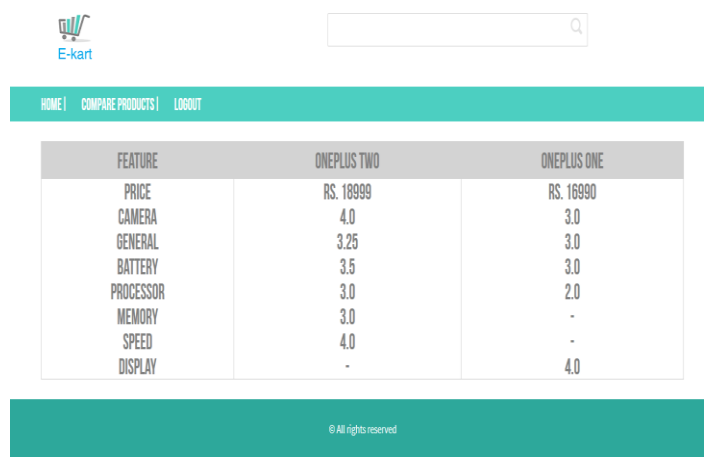 E-kart
HOME | COMPARE PRODUCTS | LOGOUT
FEATURE ONEPLUS TWO ONEPLUS ONE
PRICE RS. 18999 RS. 16990
CAMERA 4.0 3.0
GENERAL 3.25 3.0
BATTERY 3.5 3.0
PROCESSOR 3.0 2.0
MEMORY 3.0 -
SPEED 4.0 -
DISPLAY - 4.0
© All rights reserved